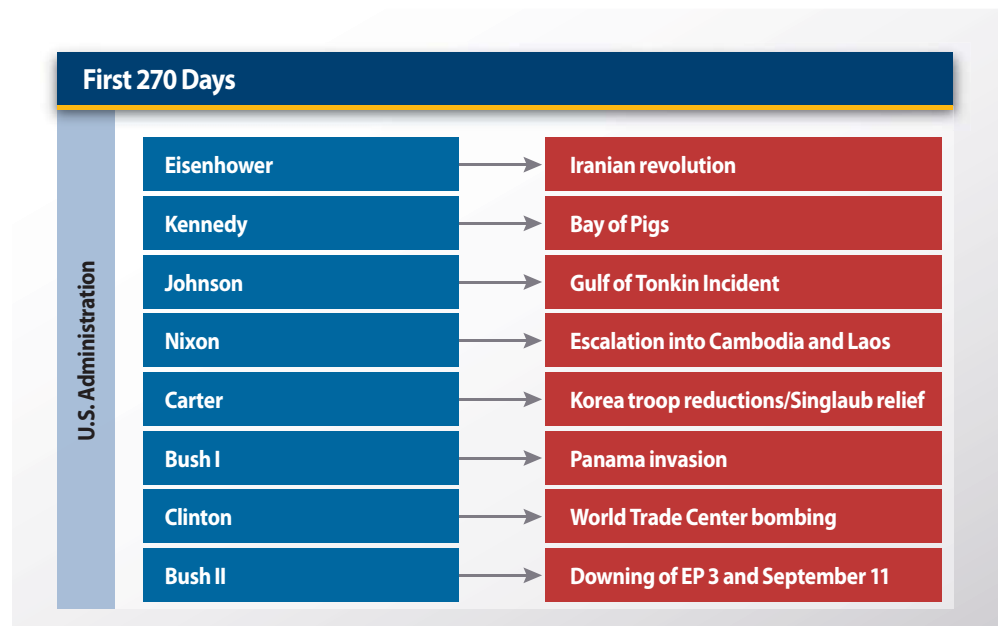 First 270 Days
U.S. Administration
Eisenhower
Iranian revolution
Kennedy
Bay of Pigs
Johnson
Gulf of Tonkin Incident
Nixon
Escalation into Cambodia and Laos
Carter
Korea troop reductions/Singlaub relief
Bush I
Panama invasion
Clinton
World Trade Center bombing
Bush II
Downing of EP 3 and September 11